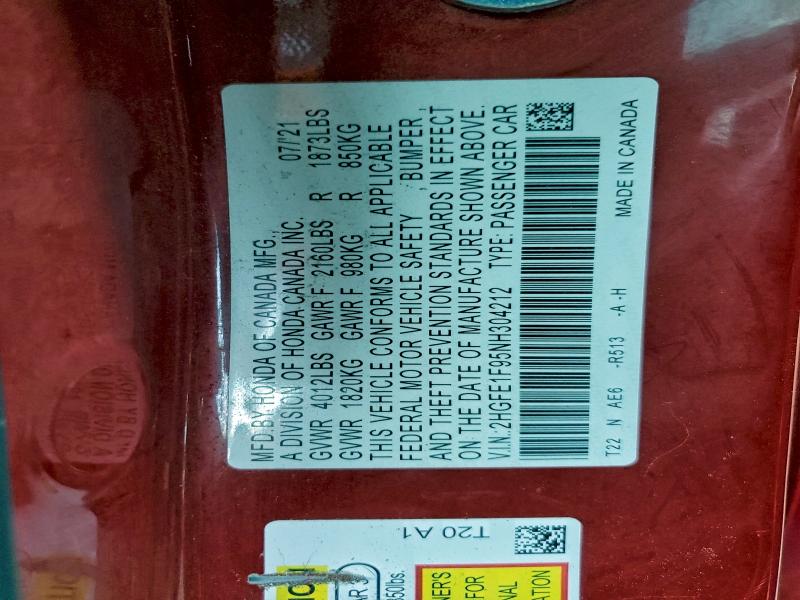 MFD.BY HONDA OF CANADA MFG., 07/'21
A DIVISION OF HONDA CANADA INC.
GVWR 4012LBS GAWR F 2160LBS R 1873LBS
GVWR 1820KG GAWR F 980KG R 850KG
THIS VEHICLE CONFORMS TO ALL APPLICABLE
FEDERAL MOTOR VEHICLE SAFETY , BUMPER ,
AND THEFT PREVENTION STANDARDS IN EFFECT
ON THE DATE OF MANUFACTURE SHOWN ABOVE.
V.I.N.:2HGFE1F95NH304212 TYPE: PASSENGER CAR
T22 N AE6 -R513 -A -H MADE IN CANADA
T20 A1